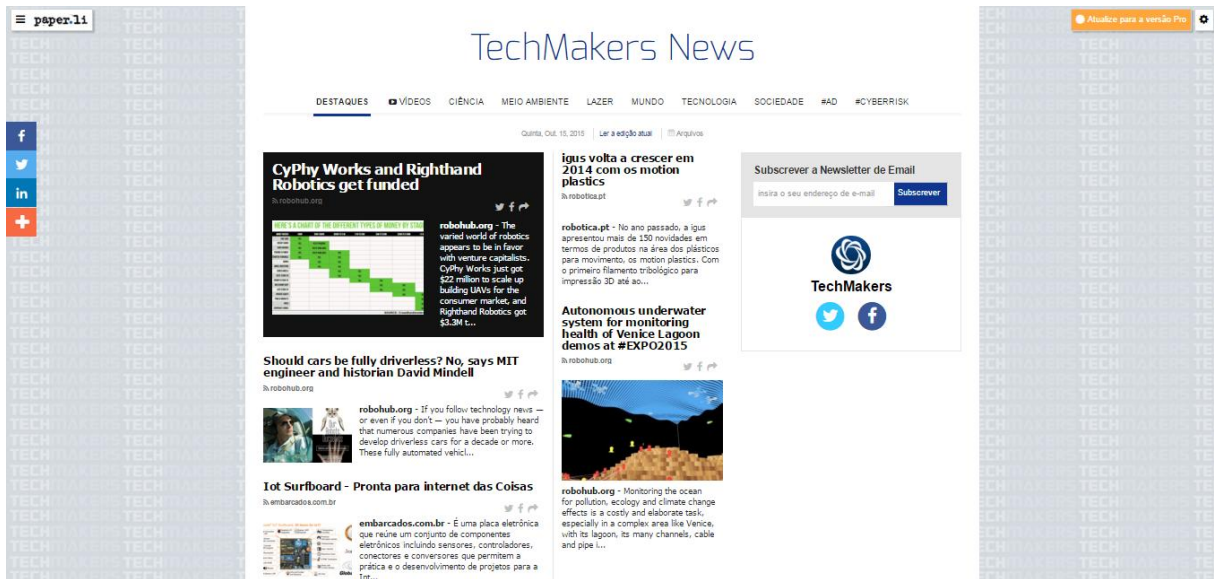 paper.li
Atualize para a versão Pro
TechMakers News
DESTAQUES VÍDEOS CIÊNCIA MEIO AMBIENTE LAZER MUNDO TECNOLOGIA SOCIEDADE #AD #CYBERRISK
Quinta, Out. 15, 2015 Ler a edição atual Arquivos
CyPhy Works and Righthand
Robotics get funded
robohub.org
HERE'S A CHART OF THE DIFFERENT TYPES OF MONEY BY STAGE
robohub.org - The
varied world of robotics
appears to be in favor
with venture capitalists.
CyPhy Works just got
$22 million to scale up
building UAVs for the
consumer market, and
Righthand Robotics got
$3.3M t...
Should cars be fully driverless? No, says MIT
engineer and historian David Mindell
robohub.org
robohub.org - If you follow technology news —
or even if you don't — you have probably heard
that numerous companies have been trying to
develop driverless cars for a decade or more.
These fully automated vehicl...
Iot Surfboard - Pronta para internet das Coisas
embarcados.com.br
embarcados.com.br - É uma placa eletrônica
que reúne um conjunto de componentes
eletrônicos incluindo sensores, controladores,
conectores e conversores que permitem a
prática e o desenvolvimento de projetos para a
Int...
igus volta a crescer em
2014 com os motion
plastics
robotica.pt
robotica.pt - No ano passado, a igus
apresentou mais de 150 novidades em
termos de produtos na área dos plásticos
para movimento, os motion plastics. Com
o primeiro filamento tribológico para
impressão 3D até ao...
Autonomous underwater
system for monitoring
health of Venice Lagoon
demos at #EXPO2015
robohub.org
robohub.org - Monitoring the ocean
for pollution, ecology and climate change
effects is a costly and elaborate task,
especially in a complex area like Venice,
with its lagoon, its many channels, cable
and pipe i...
Subscrever a Newsletter de Email
insira o seu endereço de e-mail Subscrever
TechMakers